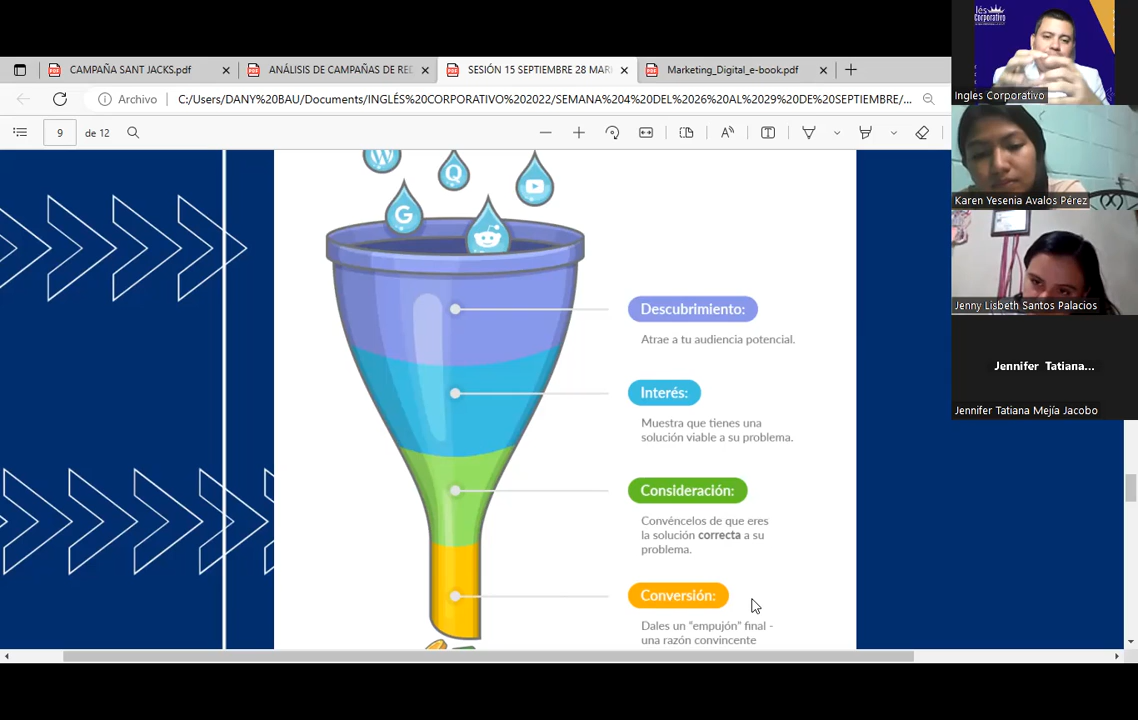 CAMPAÑA SANT JACKS.pdf
ANÁLISIS DE CAMPAÑAS DE REC
SESIÓN 15 SEPTIEMBRE 28 MAR
Marketing_Digital_e-book.pdf
Archivo
C:/Users/DANY%20BAU/Documents/INGLÉS%20CORPORATIVO%202022/SEMANA%204%20DEL%2026%20AL%2029%20DE%20SEPTIEMBRE/...
9
de 12
W
Q
G
Descubrimiento:
Atrae a tu audiencia potencial.
Interés:
Muestra que tienes una
solución viable a su problema.
Consideración:
Convéncelos de que eres
la solución correcta a su
problema.
Conversión:
Dales un “empujón” final -
una razón convincente
lés
Corporativo
Ingles Corporativo
Karen Yesenia Avalos Pérez
Jenny Lisbeth Santos Palacios
Jennifer Tatiana...
Jennifer Tatiana Mejía Jacobo